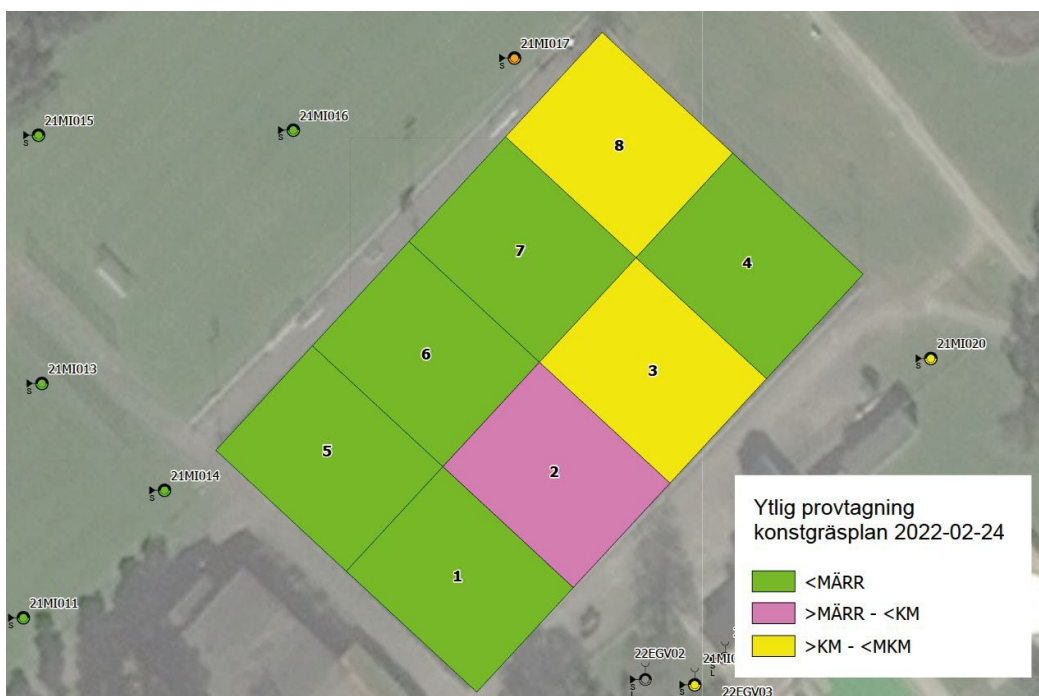 21MI017
21MI015
S
21MI016
S
S
8
7
4
6
3
21MI020
S
21MI013
S
5
2
21MI014
S
1
21MI011
S
22EGV02
S
L
S
22EGV03
S
L
Ytlig provtagning
konstgräsplan 2022-02-24
<MÄRR
>MÄRR - <KM
>KM - <MKM